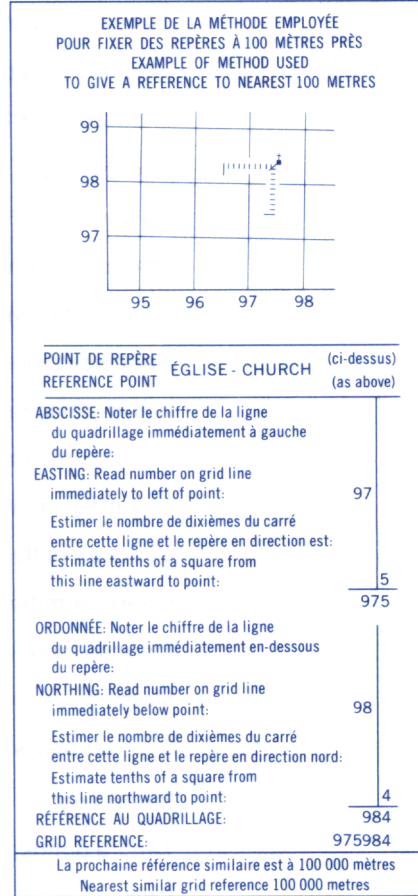 EXEMPLE DE LA MÉTHODE EMPLOYÉE
POUR FIXER DES REPÈRES À 100 MÈTRES PRÈS
EXAMPLE OF METHOD USED
TO GIVE A REFERENCE TO NEAREST 100 METRES
99
98
97
95 96 97 98
POINT DE REPÈRE
REFERENCE POINT
ÉGLISE - CHURCH
(ci-dessus)
(as above)
ABSCISSE: Noter le chiffre de la ligne
du quadrillage immédiatement à gauche
du repère:
EASTING: Read number on grid line
immediately to left of point: 97
Estimer le nombre de dixièmes du carré
entre cette ligne et le repère en direction est:
Estimate tenths of a square from
this line eastward to point: 5
975
ORDONNÉE: Noter le chiffre de la ligne
du quadrillage immédiatement en-dessous
du repère:
NORTHING: Read number on grid line
immediately below point: 98
Estimer le nombre de dixièmes du carré
entre cette ligne et le repère en direction nord:
Estimate tenths of a square from
this line northward to point: 4
RÉFÉRENCE AU QUADRILLAGE: 984
GRID REFERENCE: 975984
La prochaine référence similaire est à 100 000 mètres
Nearest similar grid reference 100 000 metres